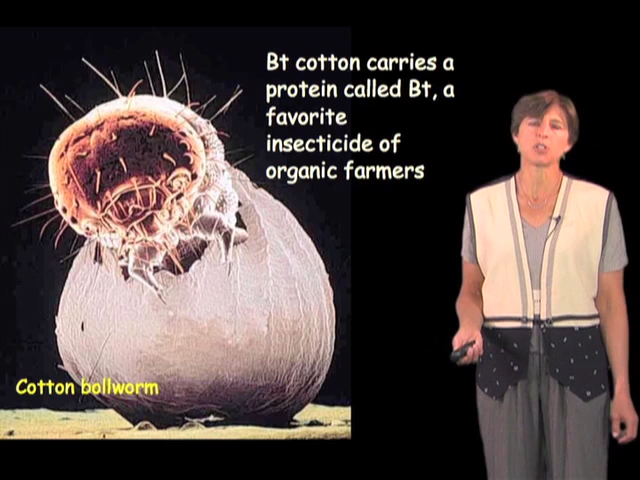 Bt cotton carries a
protein called Bt, a
favorite
insecticide of
organic farmers
Cotton bollworm